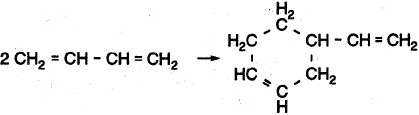 H₂
C
H₂C CH – CH = CH₂
2 CH₂ = CH – CH = CH₂ →
HC CH₂
C
H